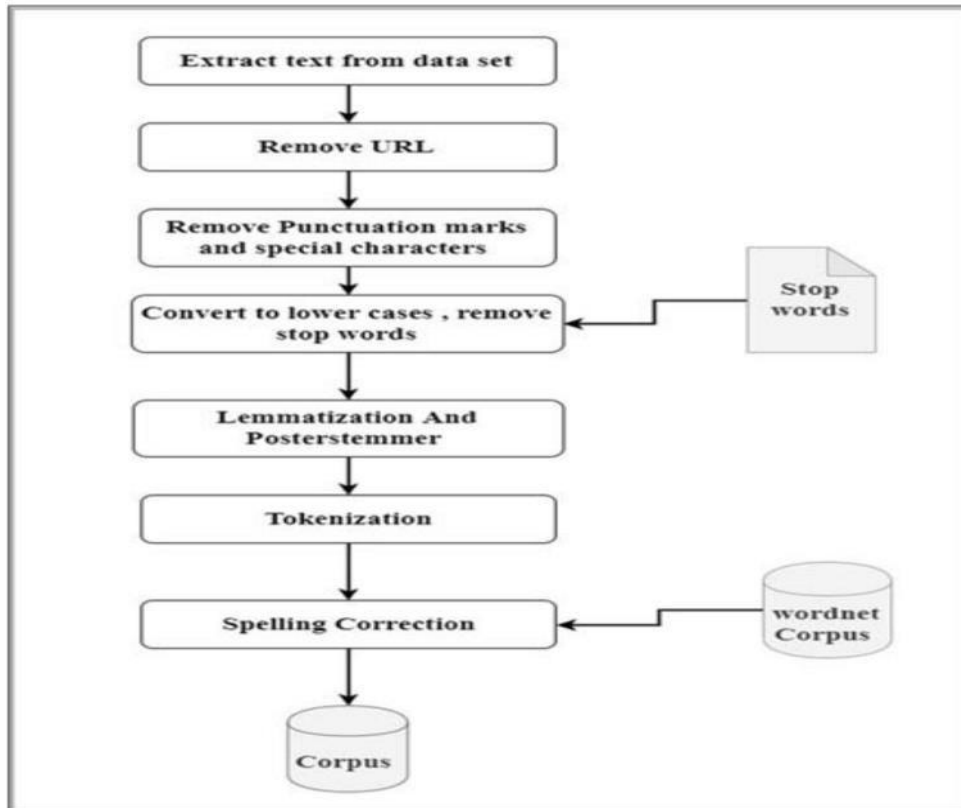 Extract text from data set
Remove URL
Remove Punctuation marks
and special characters
Convert to lower cases , remove
stop words
Stop
words
Lemmatization And
Posterstemmer
Tokenization
Spelling Correction
wordnet
Corpus
Corpus